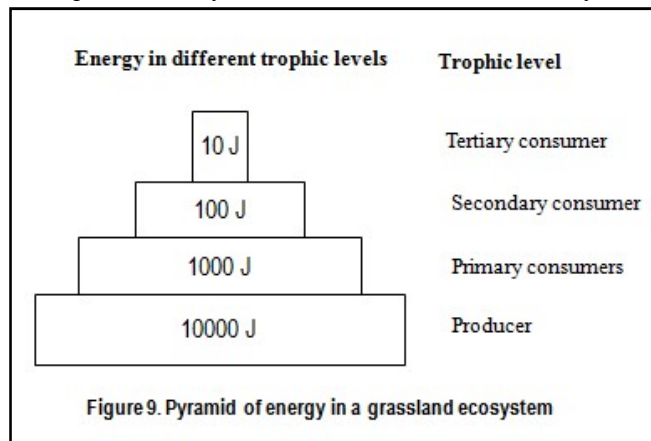 Energy in different trophic levels Trophic level
10 J Tertiary consumer
100 J Secondary consumer
1000 J Primary consumers
10000 J Producer
Figure 9. Pyramid of energy in a grassland ecosystem